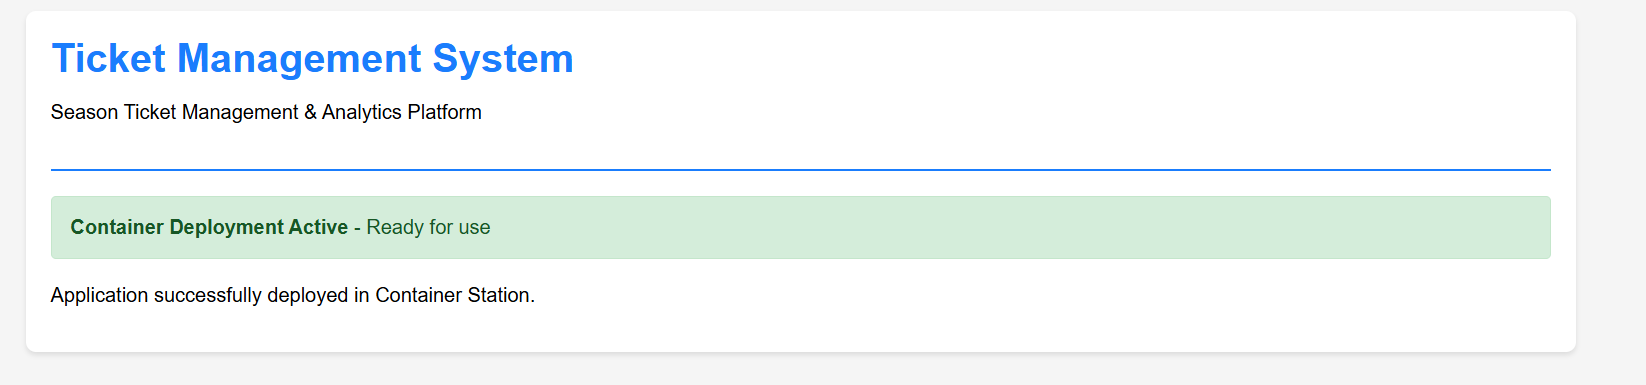 Ticket Management System
Season Ticket Management & Analytics Platform
Container Deployment Active - Ready for use
Application successfully deployed in Container Station.